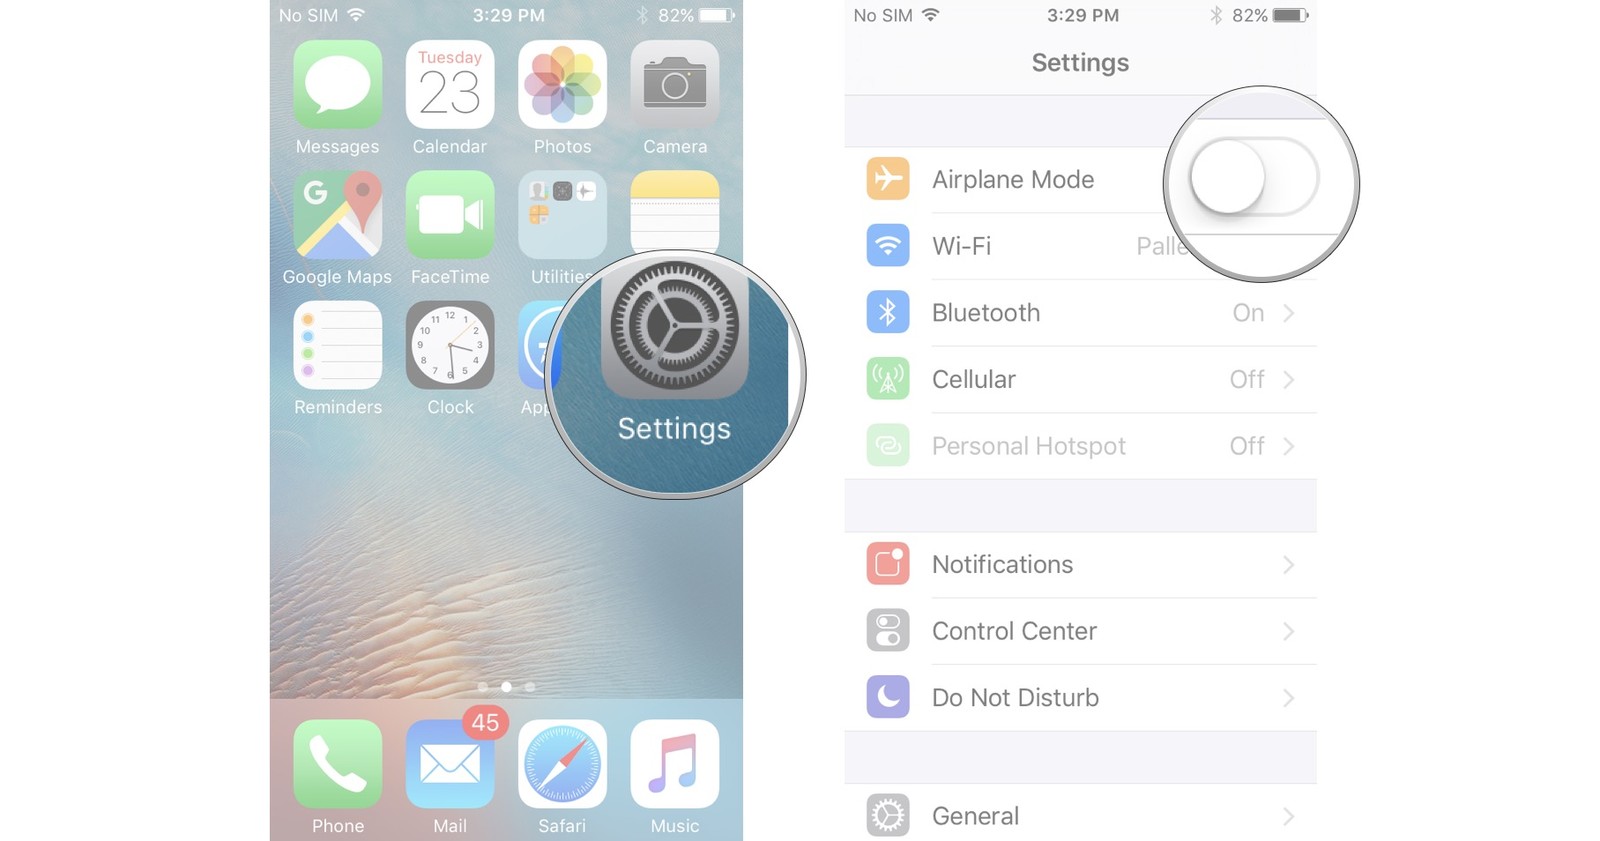 No SIM 3:29 PM 82%
Tuesday
23
Messages Calendar Photos Camera
G
Google Maps FaceTime Utilities
12
11 1
10 2
9 3
8 4
7 6 5
Reminders Clock App
Settings
45
Phone Mail Safari Music
No SIM 3:29 PM 82%
Settings
Airplane Mode
Wi-Fi Palle
Bluetooth On
Cellular Off
Personal Hotspot Off
Notifications
Control Center
Do Not Disturb
General